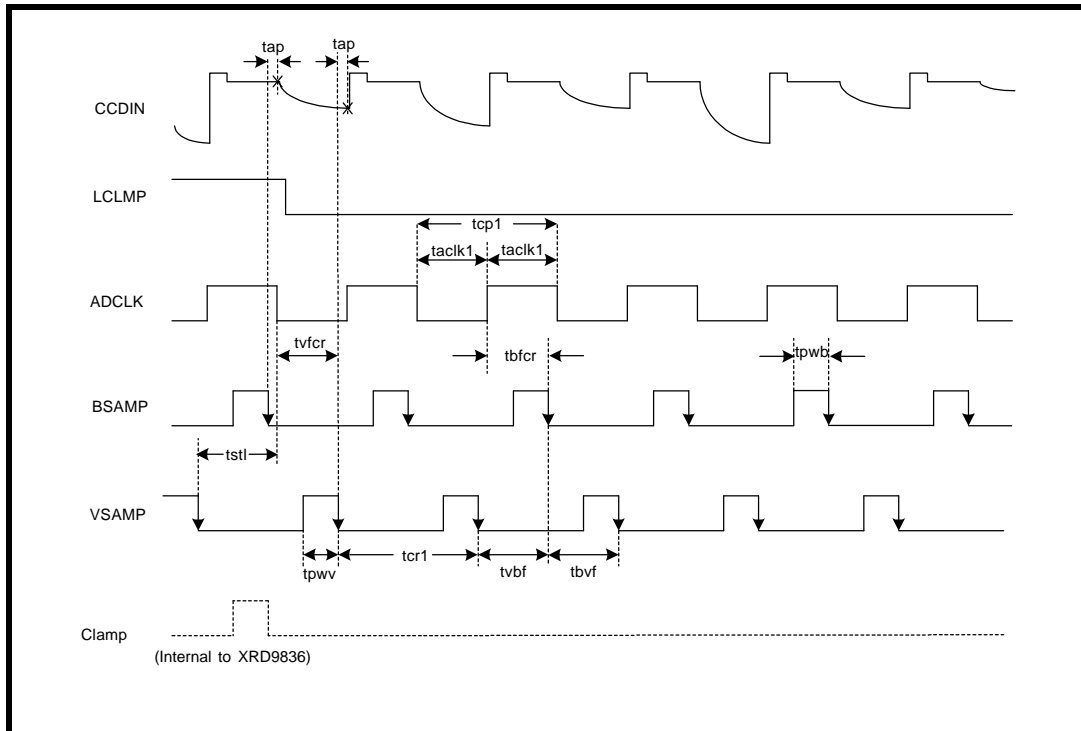 tap
tap
CCDIN
LCLMP
tcp1
taclk1
taclk1
ADCLK
tvfcr
tbfcr
tpwb
BSAMP
tstl
VSAMP
tpwv
tcr1
tvbf
tbvf
Clamp
(Internal to XRD9836)